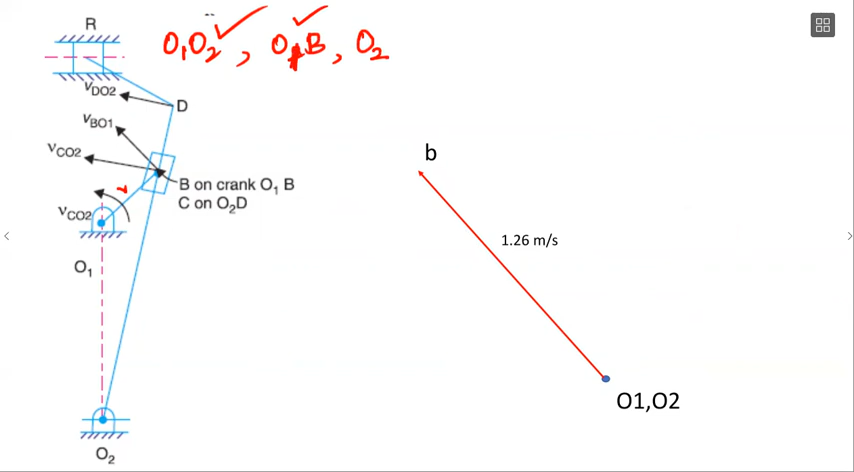 R
O₁O₂ , O₁B , O₂
vDO2
D
vBO1
vCO2
B on crank O₁ B
C on O₂D
vCO2
O₁
O₂
b
1.26 m/s
O1,O2